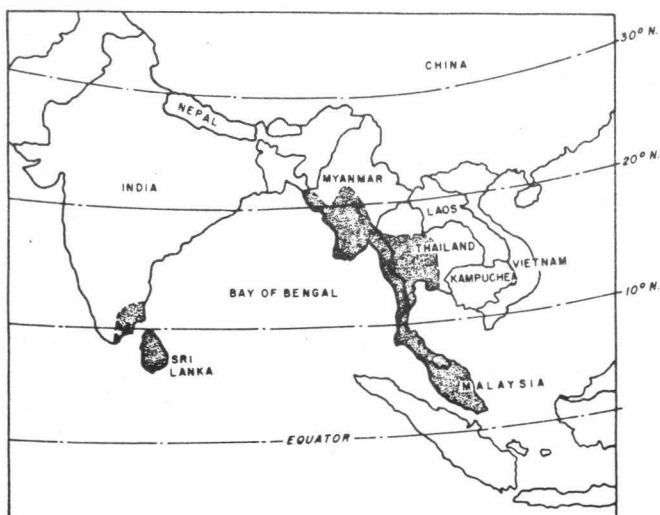 30° N.
CHINA
NEPAL
20° N.
INDIA
MYANMAR
LAOS
THAILAND
VIETNAM
KAMPUCHEA
BAY OF BENGAL
10° N.
SRI
LANKA
MALAYSIA
EQUATOR